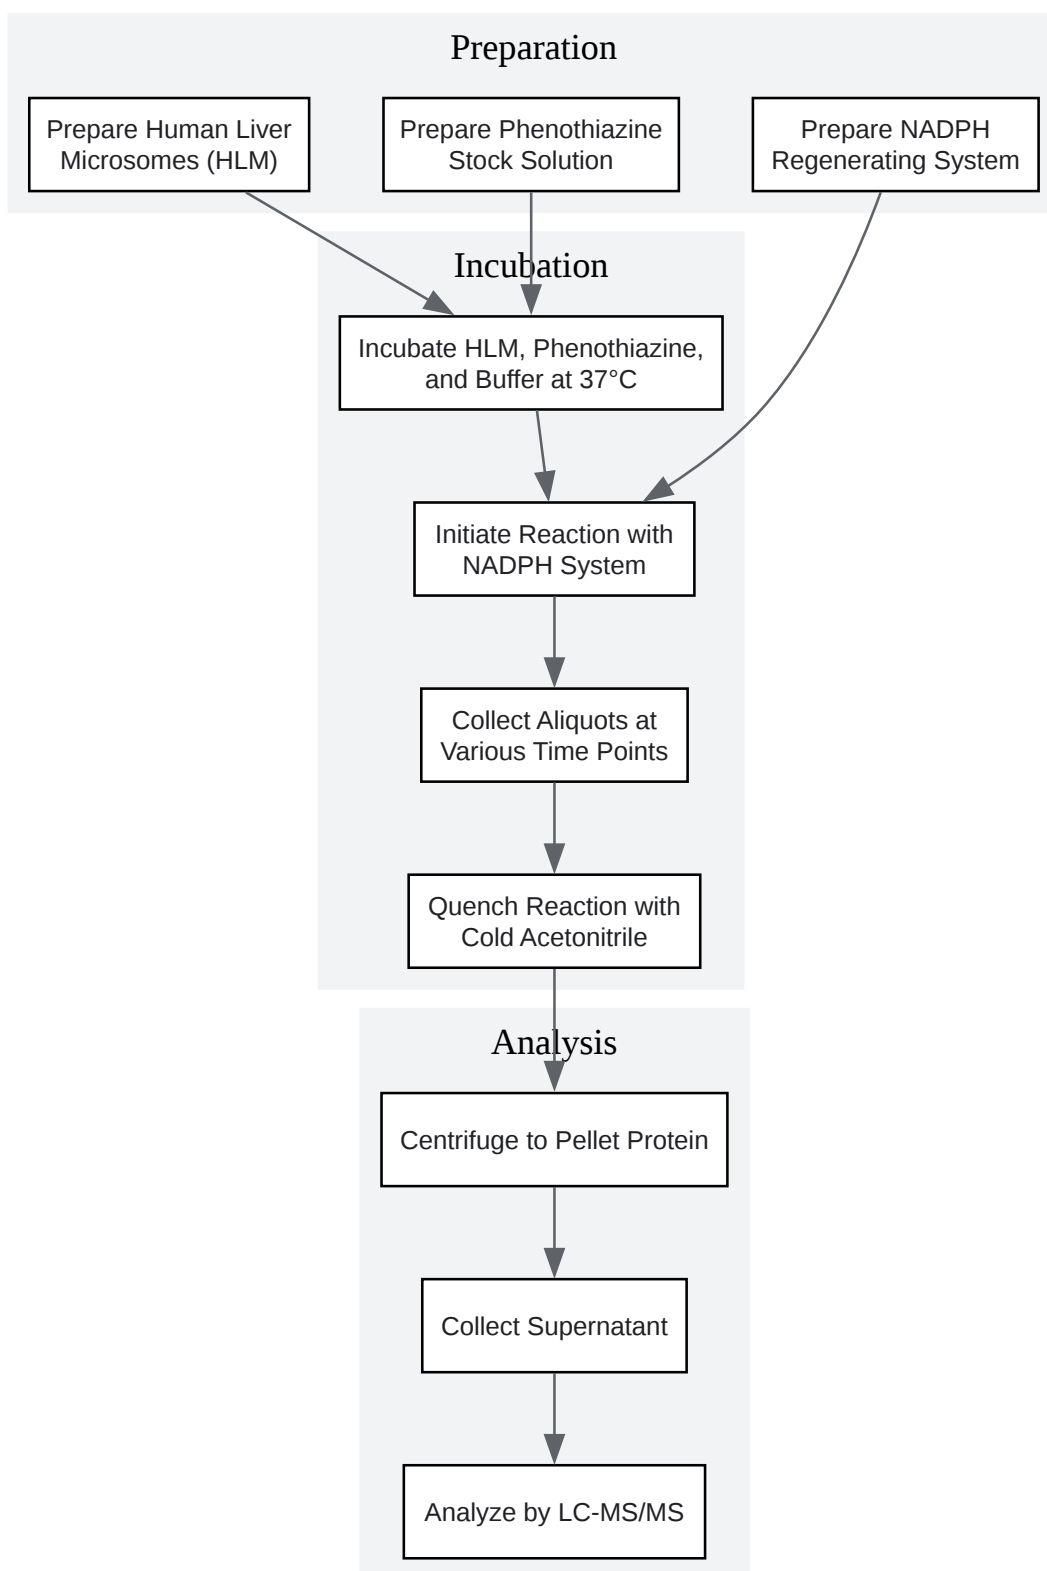 Preparation
Prepare Human Liver
Microsomes (HLM)
Prepare Phenothiazine
Stock Solution
Prepare NADPH
Regenerating System
Incubation
Incubate HLM, Phenothiazine,
and Buffer at 37°C
Initiate Reaction with
NADPH System
Collect Aliquots at
Various Time Points
Quench Reaction with
Cold Acetonitrile
Analysis
Centrifuge to Pellet Protein
Collect Supernatant
Analyze by LC-MS/MS